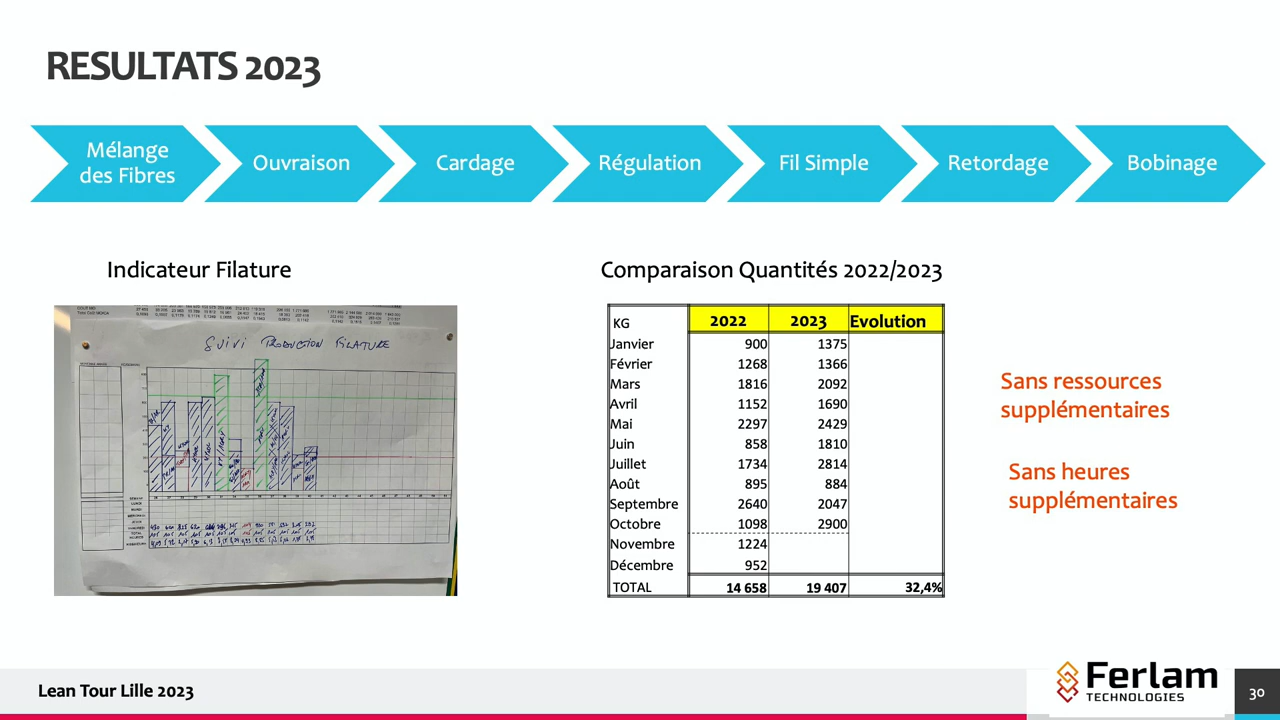 RESULTATS 2023
Mélange
des Fibres
Ouvraison
Cardage
Régulation
Fil Simple
Retordage
Bobinage
Indicateur Filature
SUIVI PRODUCTION FILATURE
Comparaison Quantités 2022/2023
KG 2022 2023 Evolution
Janvier 900 1375
Février 1268 1366
Mars 1816 2092
Avril 1152 1690
Mai 2297 2429
Juin 858 1810
Juillet 1734 2814
Août 895 884
Septembre 2640 2047
Octobre 1098 2900
Novembre 1224
Décembre 952
TOTAL 14 658 19 407 32,4%
Sans ressources
supplémentaires
Sans heures
supplémentaires
Lean Tour Lille 2023
Ferlam
TECHNOLOGIES
30